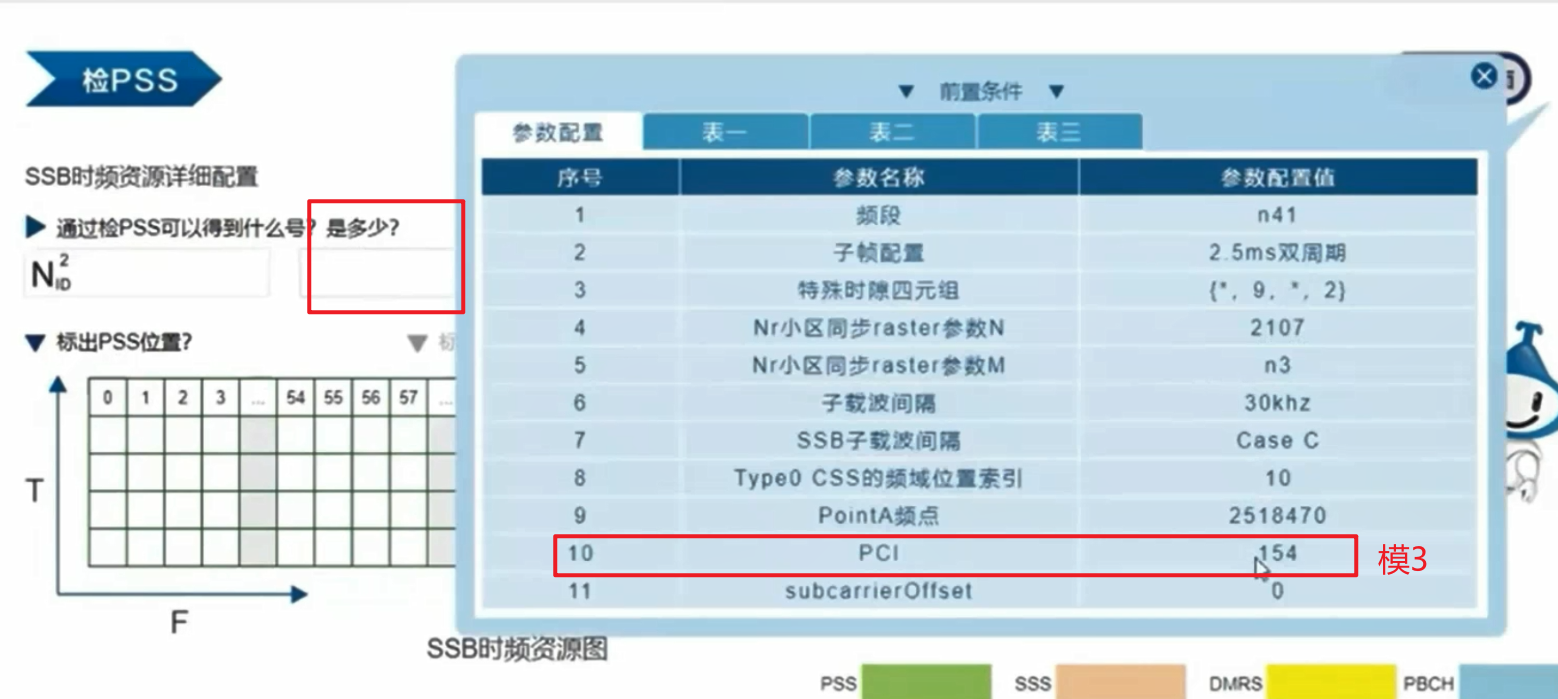 检PSS
前置条件
参数配置 表一 表二 表三
SSB时频资源详细配置
通过检PSS可以得到什么号? 是多少?
N ID 2
标出PSS位置?
标
0 1 2 3 ... 54 55 56 57 ...
T
F
序号 参数名称 参数配置值
1 频段 n41
2 子帧配置 2.5ms双周期
3 特殊时隙四元组 {*, 9, *, 2}
4 Nr小区同步raster参数N 2107
5 Nr小区同步raster参数M n3
6 子载波间隔 30khz
7 SSB子载波间隔 Case C
8 Type0 CSS的频域位置索引 10
9 PointA频点 2518470
10 PCI 154 模3
11 subcarrierOffset 0
SSB时频资源图
PSS SSS DMRS PBCH